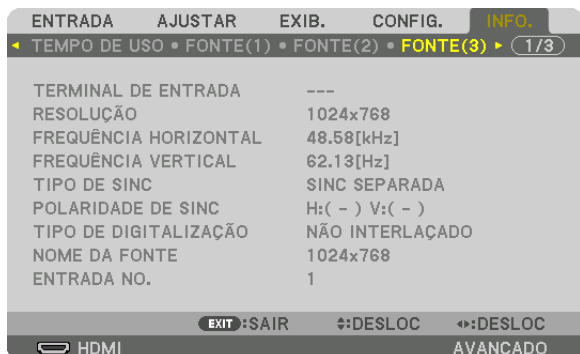 ENTRADA AJUSTAR EXIB. CONFIG. INFO.
TEMPO DE USO • FONTE(1) • FONTE(2) • FONTE(3) 1/3
TERMINAL DE ENTRADA ---
RESOLUÇÃO 1024x768
FREQUÊNCIA HORIZONTAL 48.58[kHz]
FREQUÊNCIA VERTICAL 62.13[Hz]
TIPO DE SINC SINC SEPARADA
POLARIDADE DE SINC H:( − ) V:( − )
TIPO DE DIGITALIZAÇÃO NÃO INTERLAÇADO
NOME DA FONTE 1024x768
ENTRADA NO. 1
EXIT :SAIR :DESLOC :DESLOC
HDMI AVANÇADO